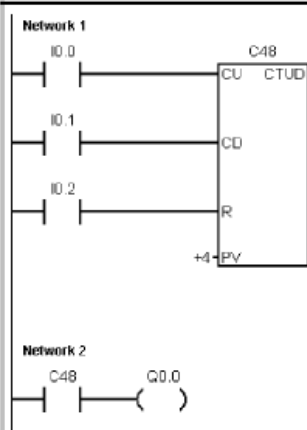 Network 1
I0.0
C48
CU CTUD
I0.1
CD
I0.2
R
+4 PV
Network 2
C48 Q0.0